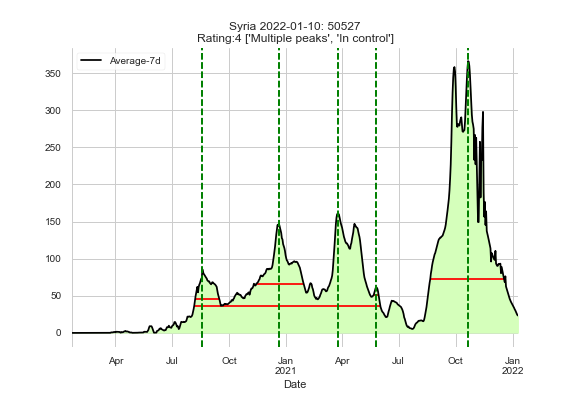 Syria 2022-01-10: 50527
Rating:4 ['Multiple peaks', 'In control']
Average-7d
350
300
250
200
150
100
50
0
Apr Jul Oct Jan Apr Jul Oct Jan
2021 2022
Date